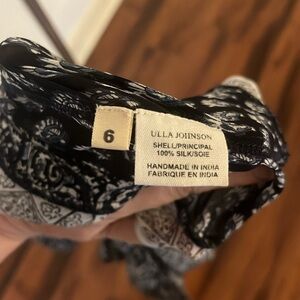 6
ULLA JOHNSON
SHELL/PRINCIPAL
100% SILK/SOIE
HANDMADE IN INDIA
FABRIQUE EN INDIA